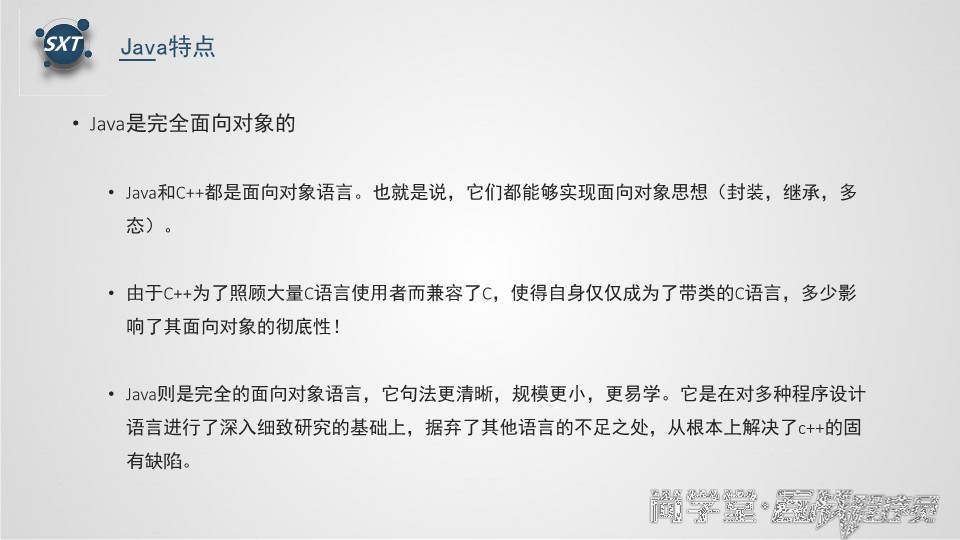 SXT
Java特点
• Java是完全面向对象的
• Java和C++都是面向对象语言。也就是说，它们都能够实现面向对象思想（封装，继承，多
态）。
• 由于C++为了照顾大量C语言使用者而兼容了C，使得自身仅仅成为了带类的C语言，多少影
响了其面向对象的彻底性！
• Java则是完全的面向对象语言，它句法更清晰，规模更小，更易学。它是在对多种程序设计
语言进行了深入细致研究的基础上，据弃了其他语言的不足之处，从根本上解决了c++的固
有缺陷。
尚学堂·实战程序员